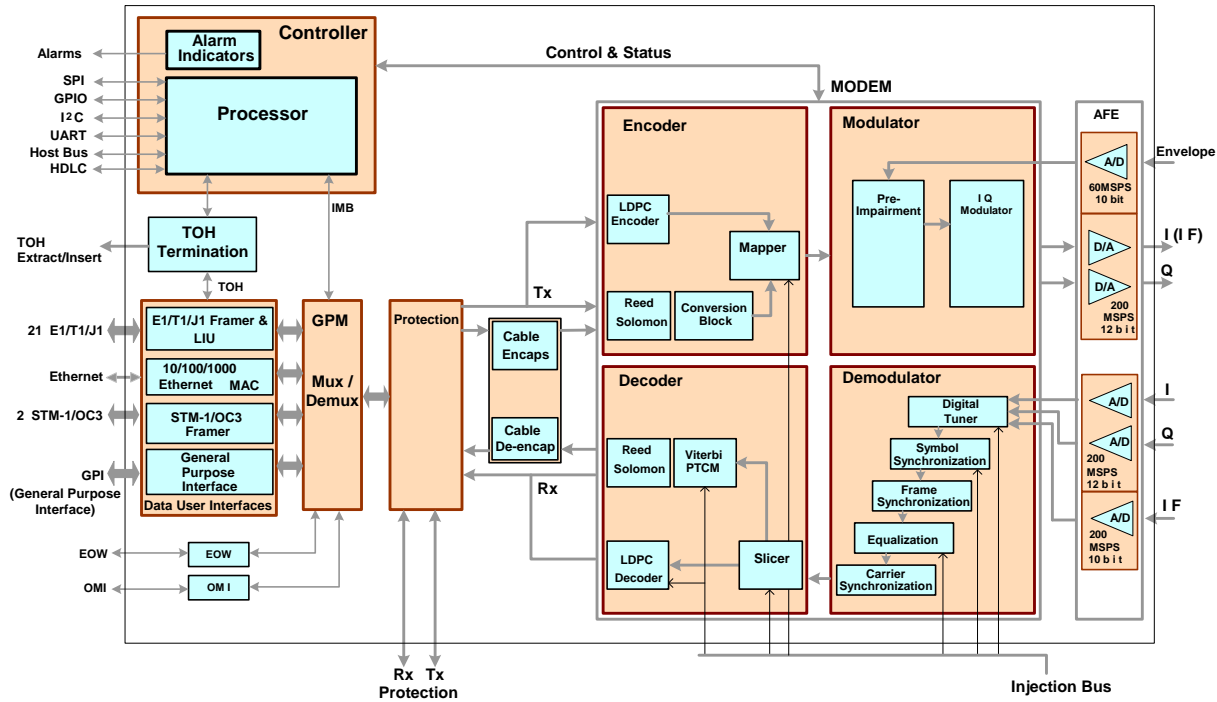 Controller
Alarm
Indicators
Processor
Alarms
SPI
GPIO
I²C
UART
Host Bus
HDLC
Control & Status
MODEM
IMB
TOH
Termination
TOH
Extract/Insert
TOH
E1/T1/J1 Framer &
LIU
10/100/1000
Ethernet MAC
STM-1/OC3
Framer
General
Purpose
Interface
Data User Interfaces
21 E1/T1/J1
Ethernet
2 STM-1/OC3
GPI
(General Purpose
Interface)
EOW
EOW
OMI
OM I
GPM
Mux /
Demux
Protection
Tx
Cable
Encaps
Cable
De-encap
Rx
Rx
Tx
Protection
Encoder
LDPC
Encoder
Mapper
Reed
Solomon
Conversion
Block
Modulator
Pre-
Impairment
I Q
Modulator
Decoder
Reed
Solomon
Viterbi
PTCM
LDPC
Decoder
Slicer
Demodulator
Digital
Tuner
Symbol
Synchronization
Frame
Synchronization
Equalization
Carrier
Synchronization
AFE
A/D
60MSPS
10 bit
Envelope
D/A
I (I F)
D/A
Q
200
MSPS
12 b i t
A/D
I
A/D
Q
200
MSPS
12 b i t
A/D
I F
200
MSPS
10 b i t
Injection Bus